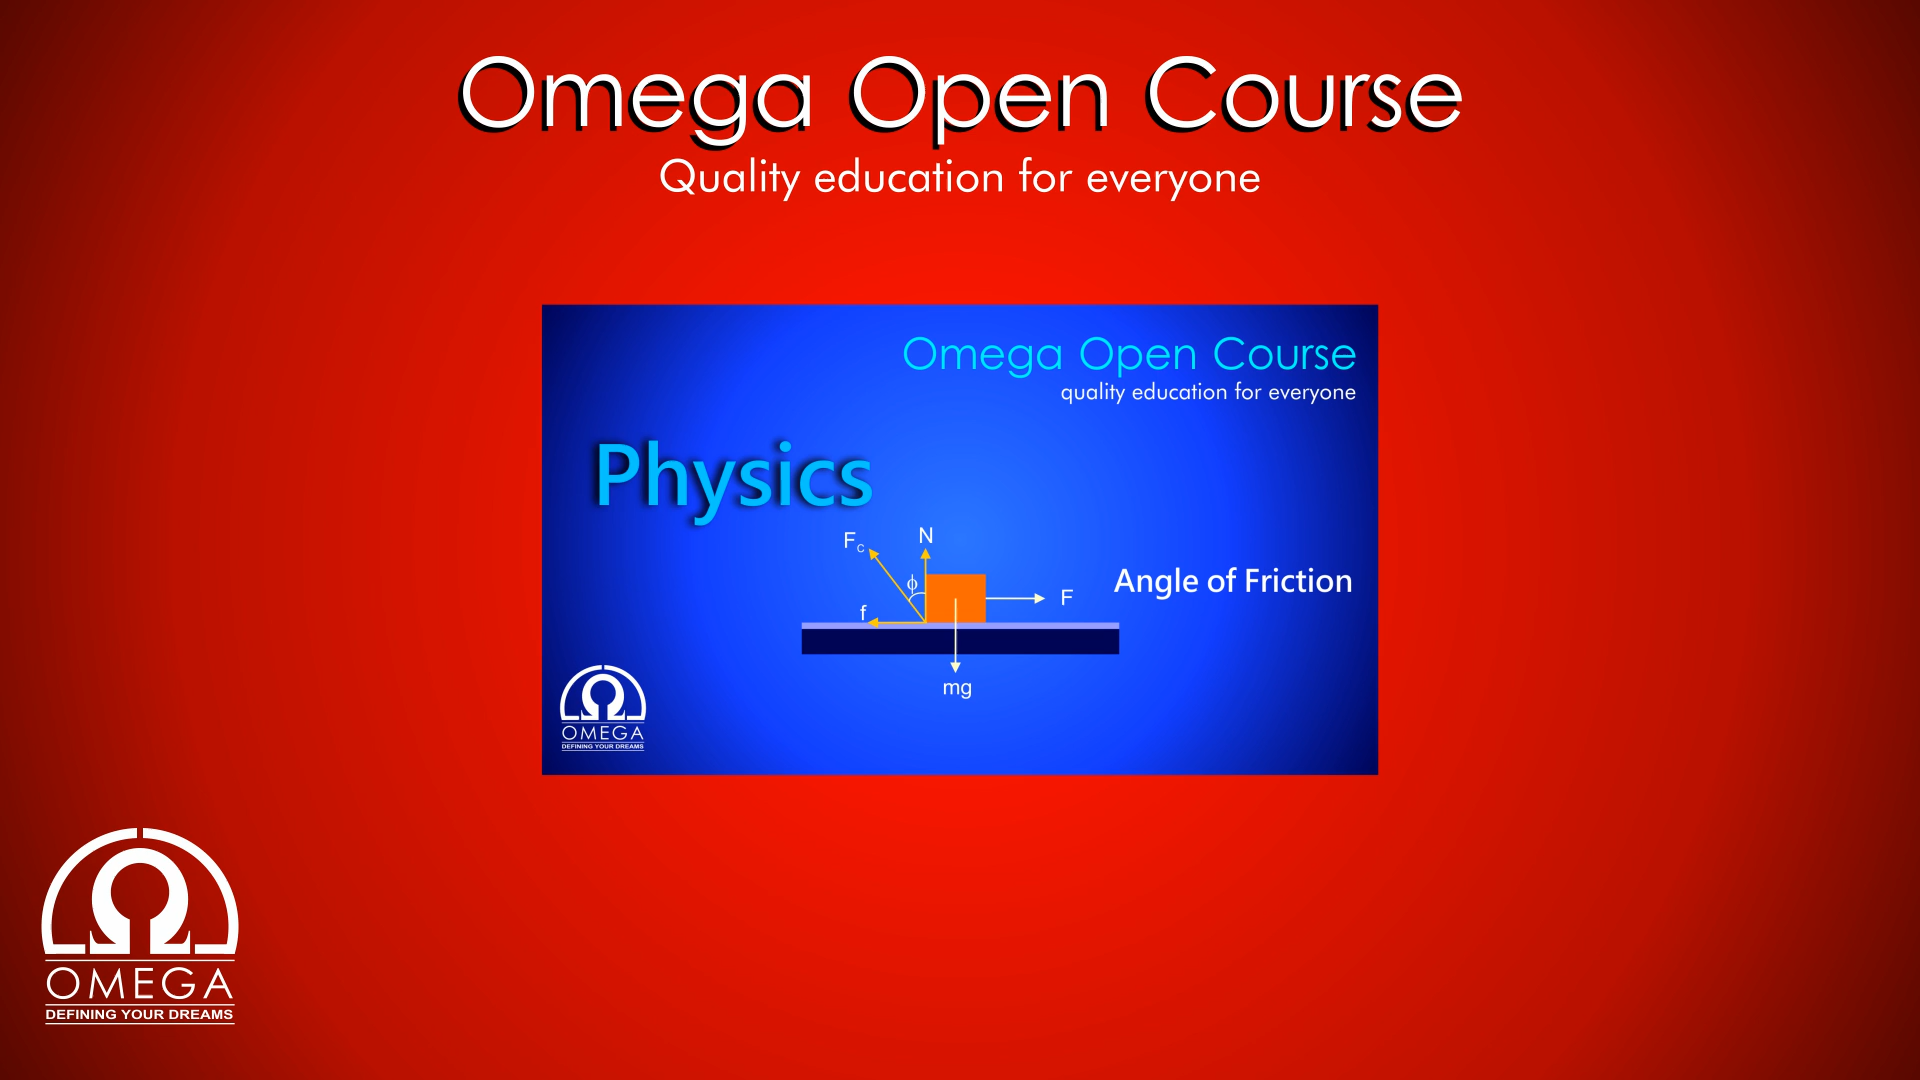 Omega Open Course
Quality education for everyone
Omega Open Course
quality education for everyone
Physics
Fc
N
ϕ
Angle of Friction
F
f
mg
OMEGA
DEFINING YOUR DREAMS
OMEGA
DEFINING YOUR DREAMS